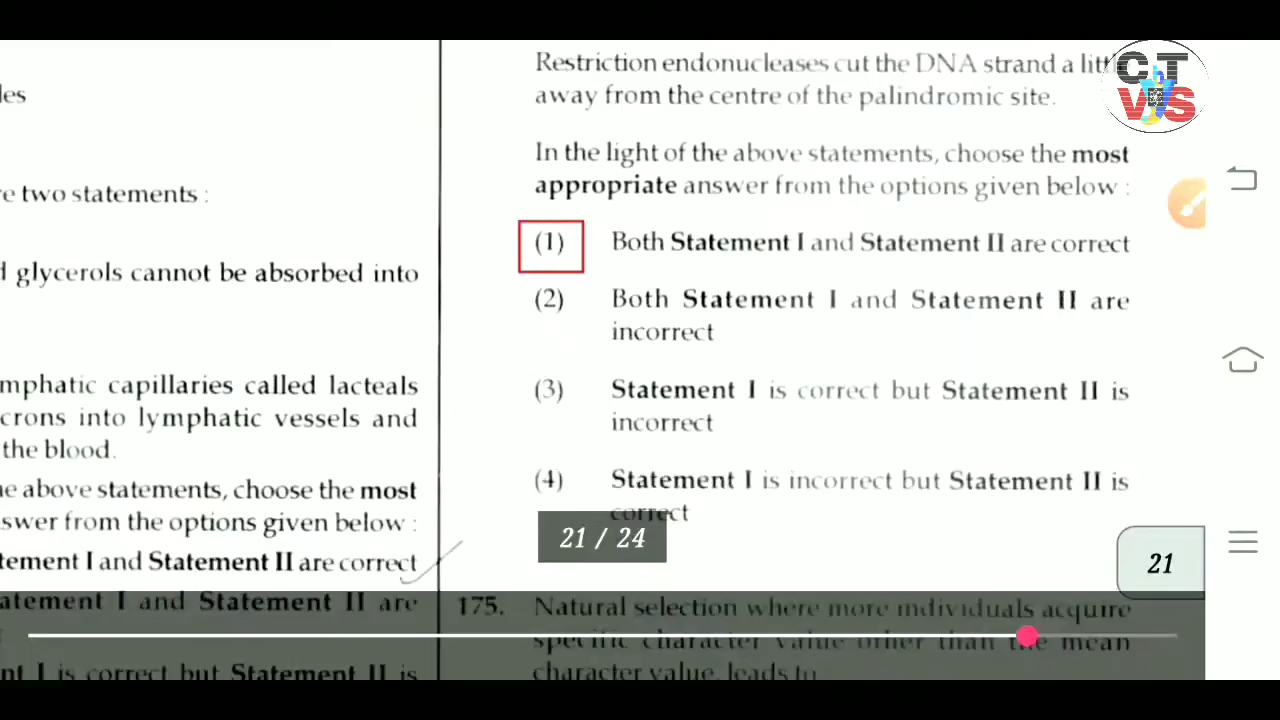 les
re two statements :
glycerols cannot be absorbed into
mphatic capillaries called lacteals
crons into lymphatic vessels and
the blood.
he above statements, choose the most
swer from the options given below :
tement I and Statement II are correct
atement I and Statement II are
nt I is correct but Statement II is
Restriction endonucleases cut the DNA strand a little
away from the centre of the palindromic site.
In the light of the above statements, choose the most
appropriate answer from the options given below :
(1) Both Statement I and Statement II are correct
(2) Both Statement I and Statement II are
incorrect
(3) Statement I is correct but Statement II is
incorrect
(4) Statement I is incorrect but Statement II is
correct
21 / 24
21
175. Natural selection where more individuals acquire
specific character value other than the mean
character value, leads to
CT
VS